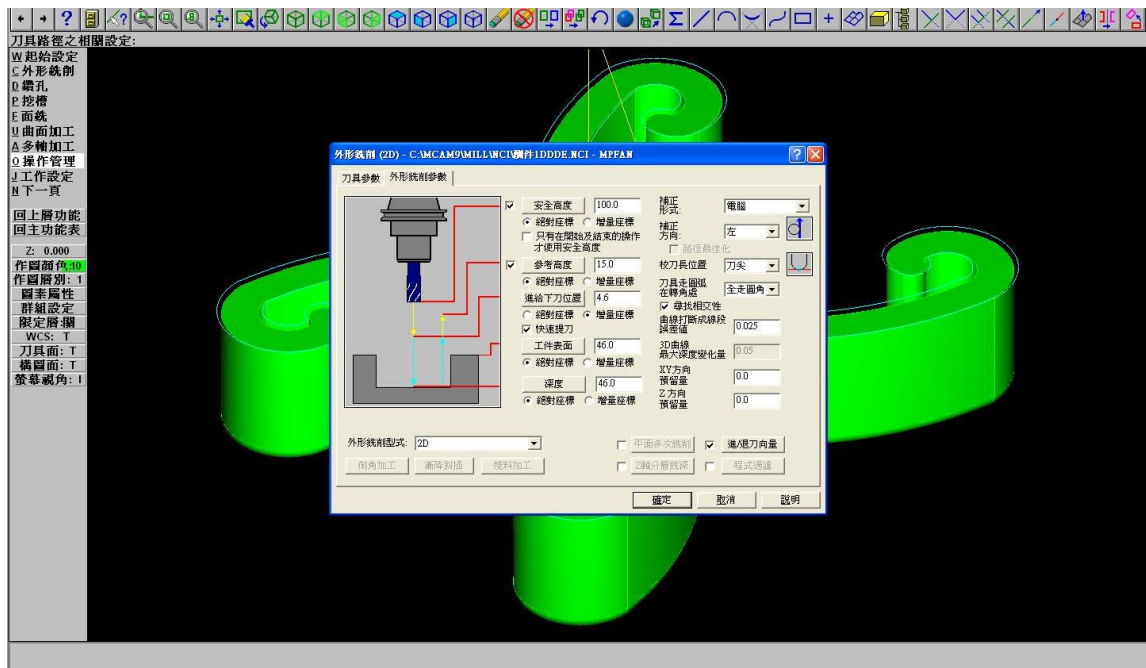 刀具路徑之相關設定:
W 起始設定
C 外形銑削
D 鑽孔
P 挖槽
F 面銑
U 曲面加工
A 多軸加工
O 操作管理
J 工作設定
N 下一頁
回上層功能
回主功能表
Z: 0.000
作圖顏色:10
作圖層別: 1
圖素屬性
群組設定
限定層:關
WCS: T
刀具面: T
構圖面: T
螢幕視角: I
外形銑削 (2D) - C:\MCAM9\MILL\NCI\ 1DDDE.NCI - MPFAN
刀具參數 外形銑削參數
安全高度 100.0
絕對座標 增量座標
只有在開始及結束的操作
才使用安全高度
參考高度 15.0
絕對座標 增量座標
進給下刀位置 4.6
絕對座標 增量座標
快速提刀
工件表面 46.0
絕對座標 增量座標
深度 46.0
絕對座標 增量座標
補正
形式: 電腦
補正
方向: 左
路徑最佳化
校刀長位置 刀尖
刀具走圓弧
在轉角處 全走圓角
尋找相交性
曲線打斷成線段
誤差值 0.025
3D曲線
最大深度變化量 0.05
XY方向
預留量 0.0
Z方向
預留量 0.0
外形銑削型式: 2D
平面多次銑削 進/退刀向量
倒角加工 漸降斜插 殘料加工 Z軸分層銑深 程式過濾
確定 取消 説明